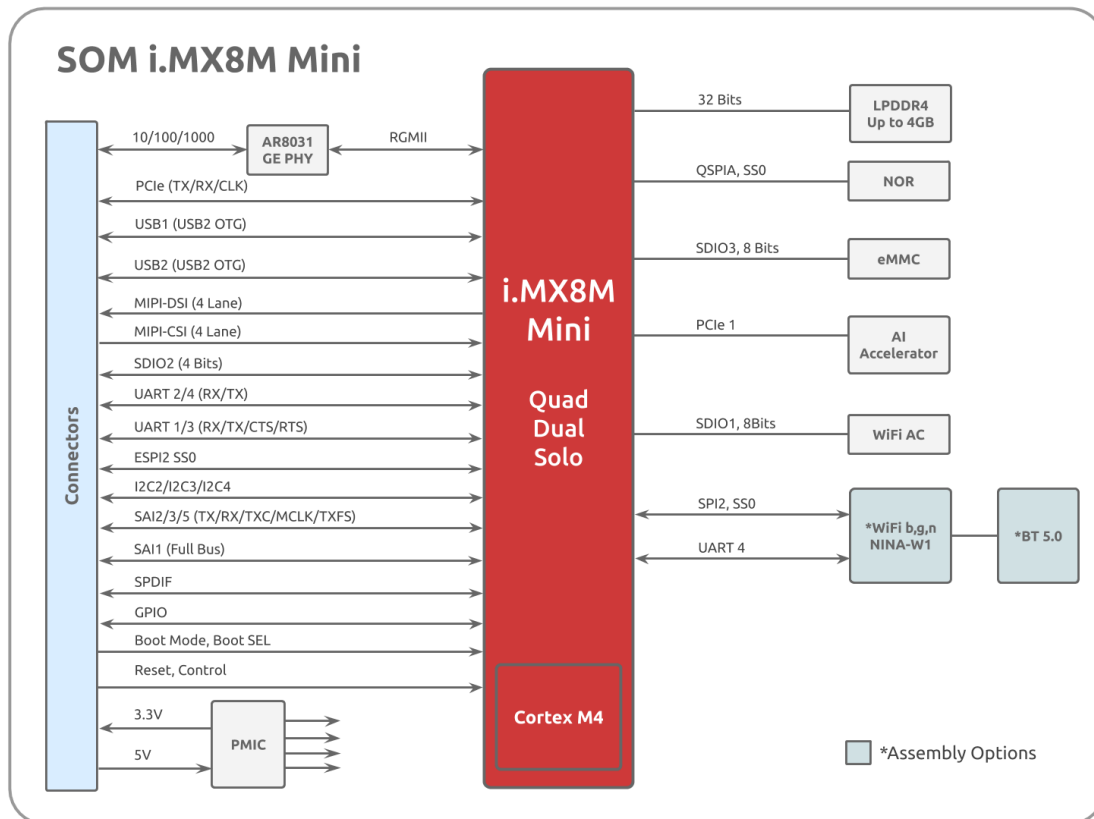 SOM i.MX8M Mini
Connectors
10/100/1000
AR8031
GE PHY
RGMII
PCIe (TX/RX/CLK)
USB1 (USB2 OTG)
USB2 (USB2 OTG)
MIPI-DSI (4 Lane)
MIPI-CSI (4 Lane)
SDIO2 (4 Bits)
UART 2/4 (RX/TX)
UART 1/3 (RX/TX/CTS/RTS)
ESPI2 SS0
I2C2/I2C3/I2C4
SAI2/3/5 (TX/RX/TXC/MCLK/TXFS)
SAI1 (Full Bus)
SPDIF
GPIO
Boot Mode, Boot SEL
Reset, Control
3.3V
5V
PMIC
i.MX8M
Mini
Quad
Dual
Solo
Cortex M4
32 Bits
LPDDR4
Up to 4GB
QSPIA, SS0
NOR
SDIO3, 8 Bits
eMMC
PCIe 1
AI
Accelerator
SDIO1, 8Bits
WiFi AC
SPI2, SS0
UART 4
*WiFi b,g,n
NINA-W1
*BT 5.0
*Assembly Options